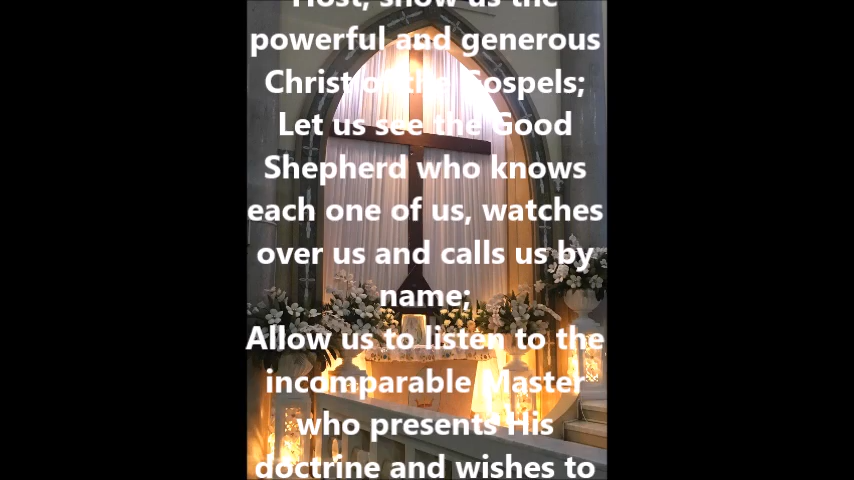 Host, show us the
powerful and generous
Christ of the Gospels;
Let us see the Good
Shepherd who knows
each one of us, watches
over us and calls us by
name;
Allow us to listen to the
incomparable Master
who presents His
doctrine and wishes to